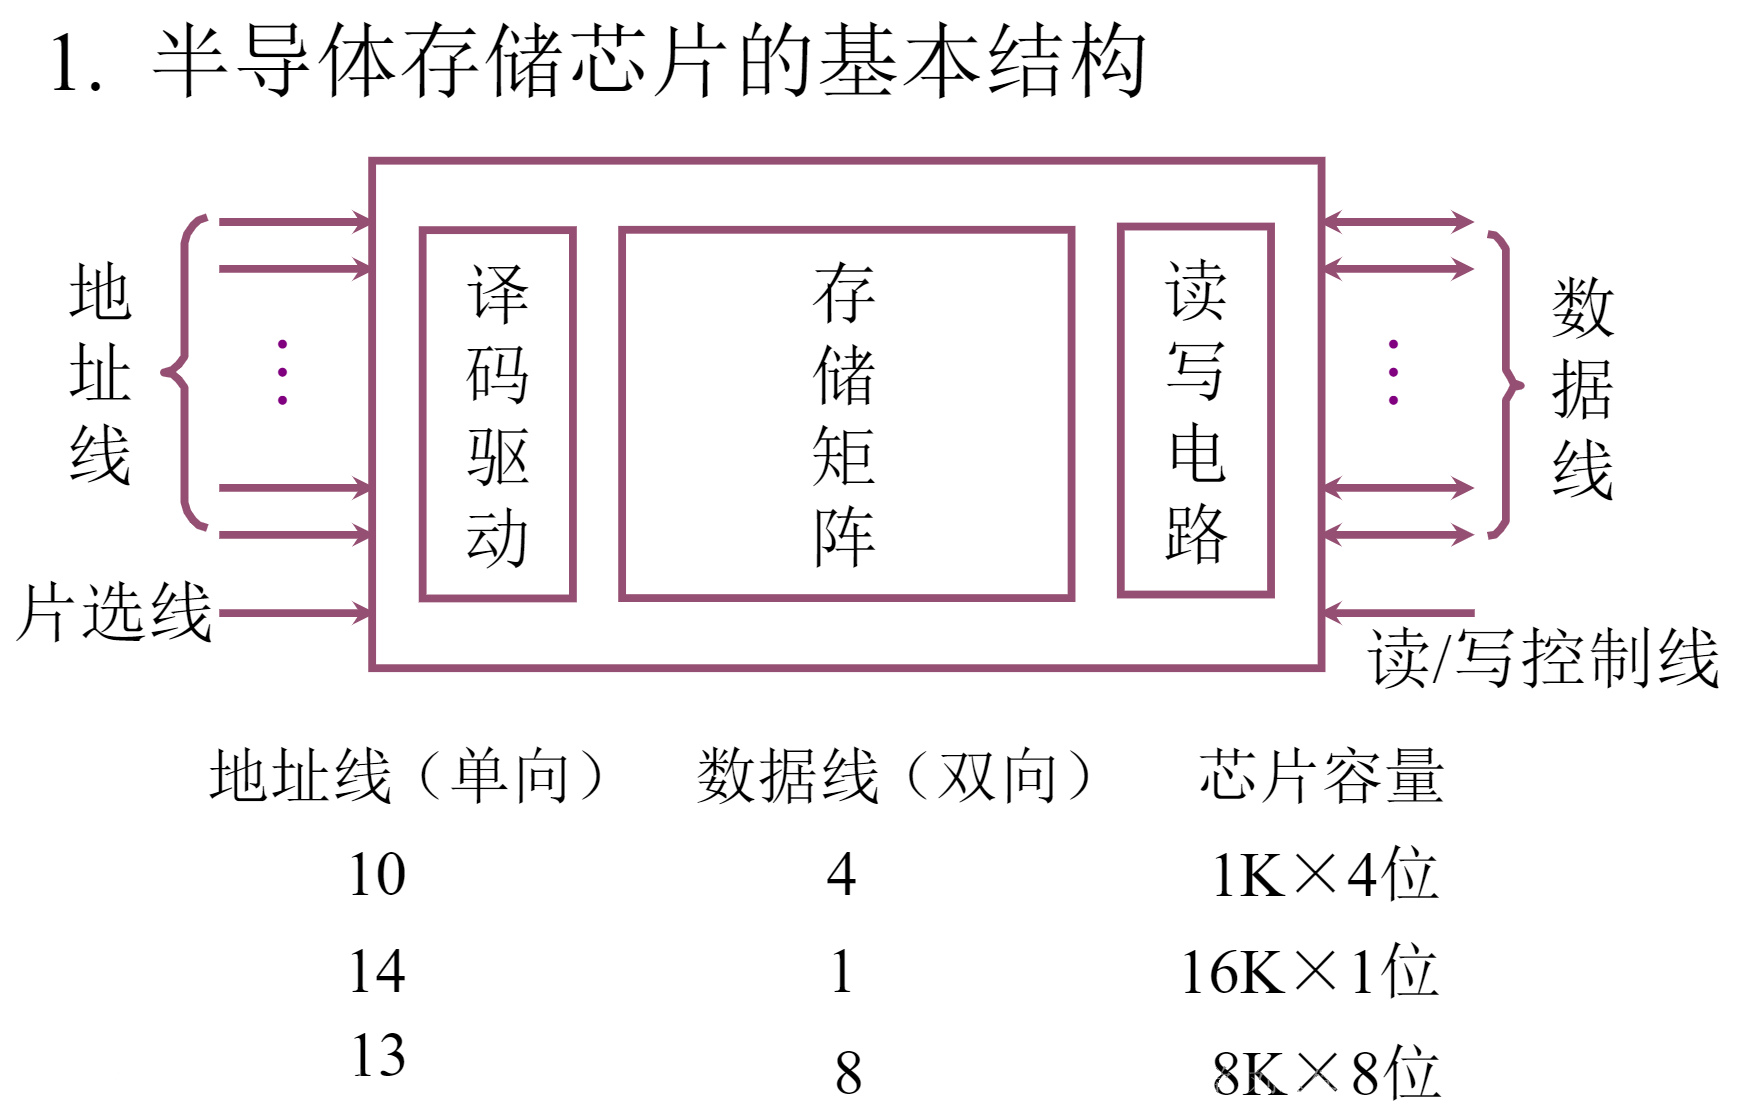 1. 半导体存储芯片的基本结构
地址线
片选线
译码驱动
存储矩阵
读写电路
数据线
读/写控制线
地址线（单向） 数据线（双向） 芯片容量
10 4 1K×4位
14 1 16K×1位
13 8 8K×8位